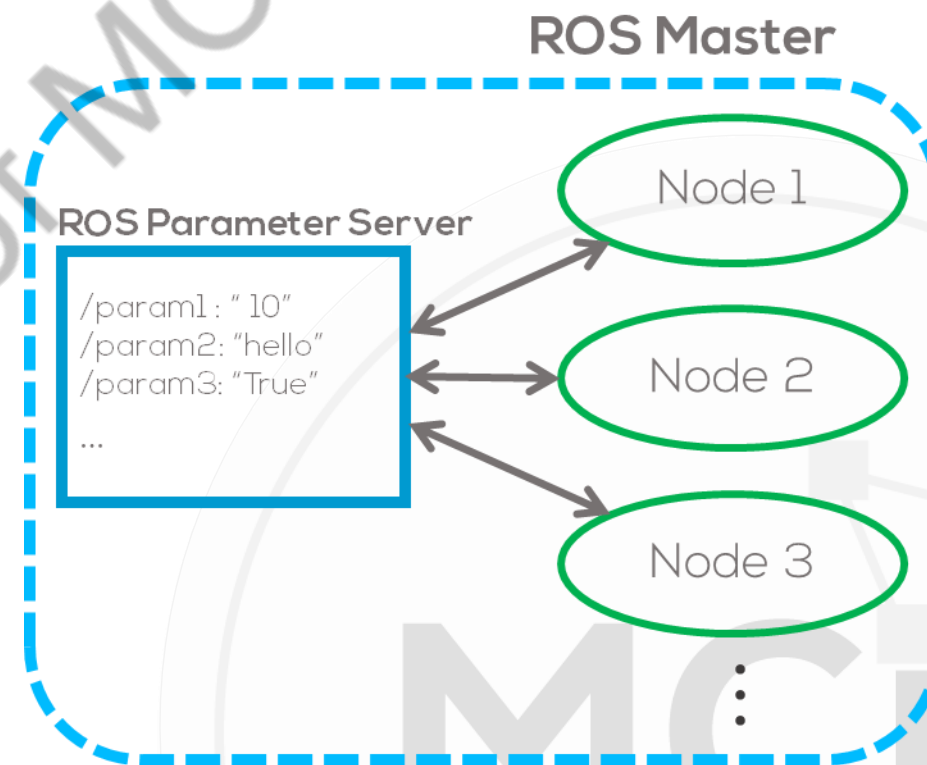 ROS Master
ROS Parameter Server
/param1 : " 10"
/param2: "hello"
/param3: "True"
...
Node 1
Node 2
Node 3